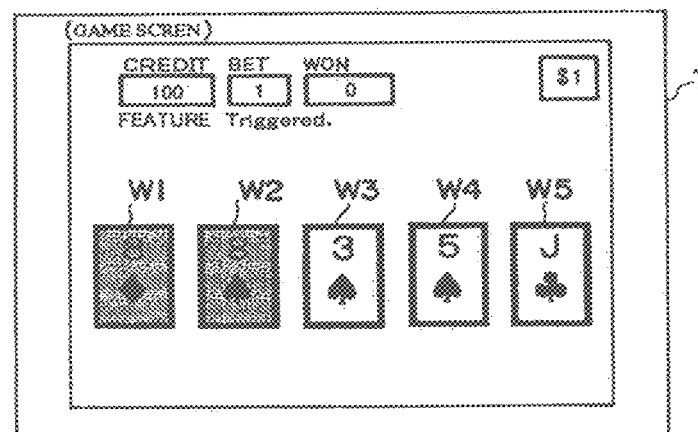 (GAME SCREN)
CREDIT BET WON
100 1 0 $1
FEATURE Triggered.
W1 W2 W3 W4 W5
3 5 J